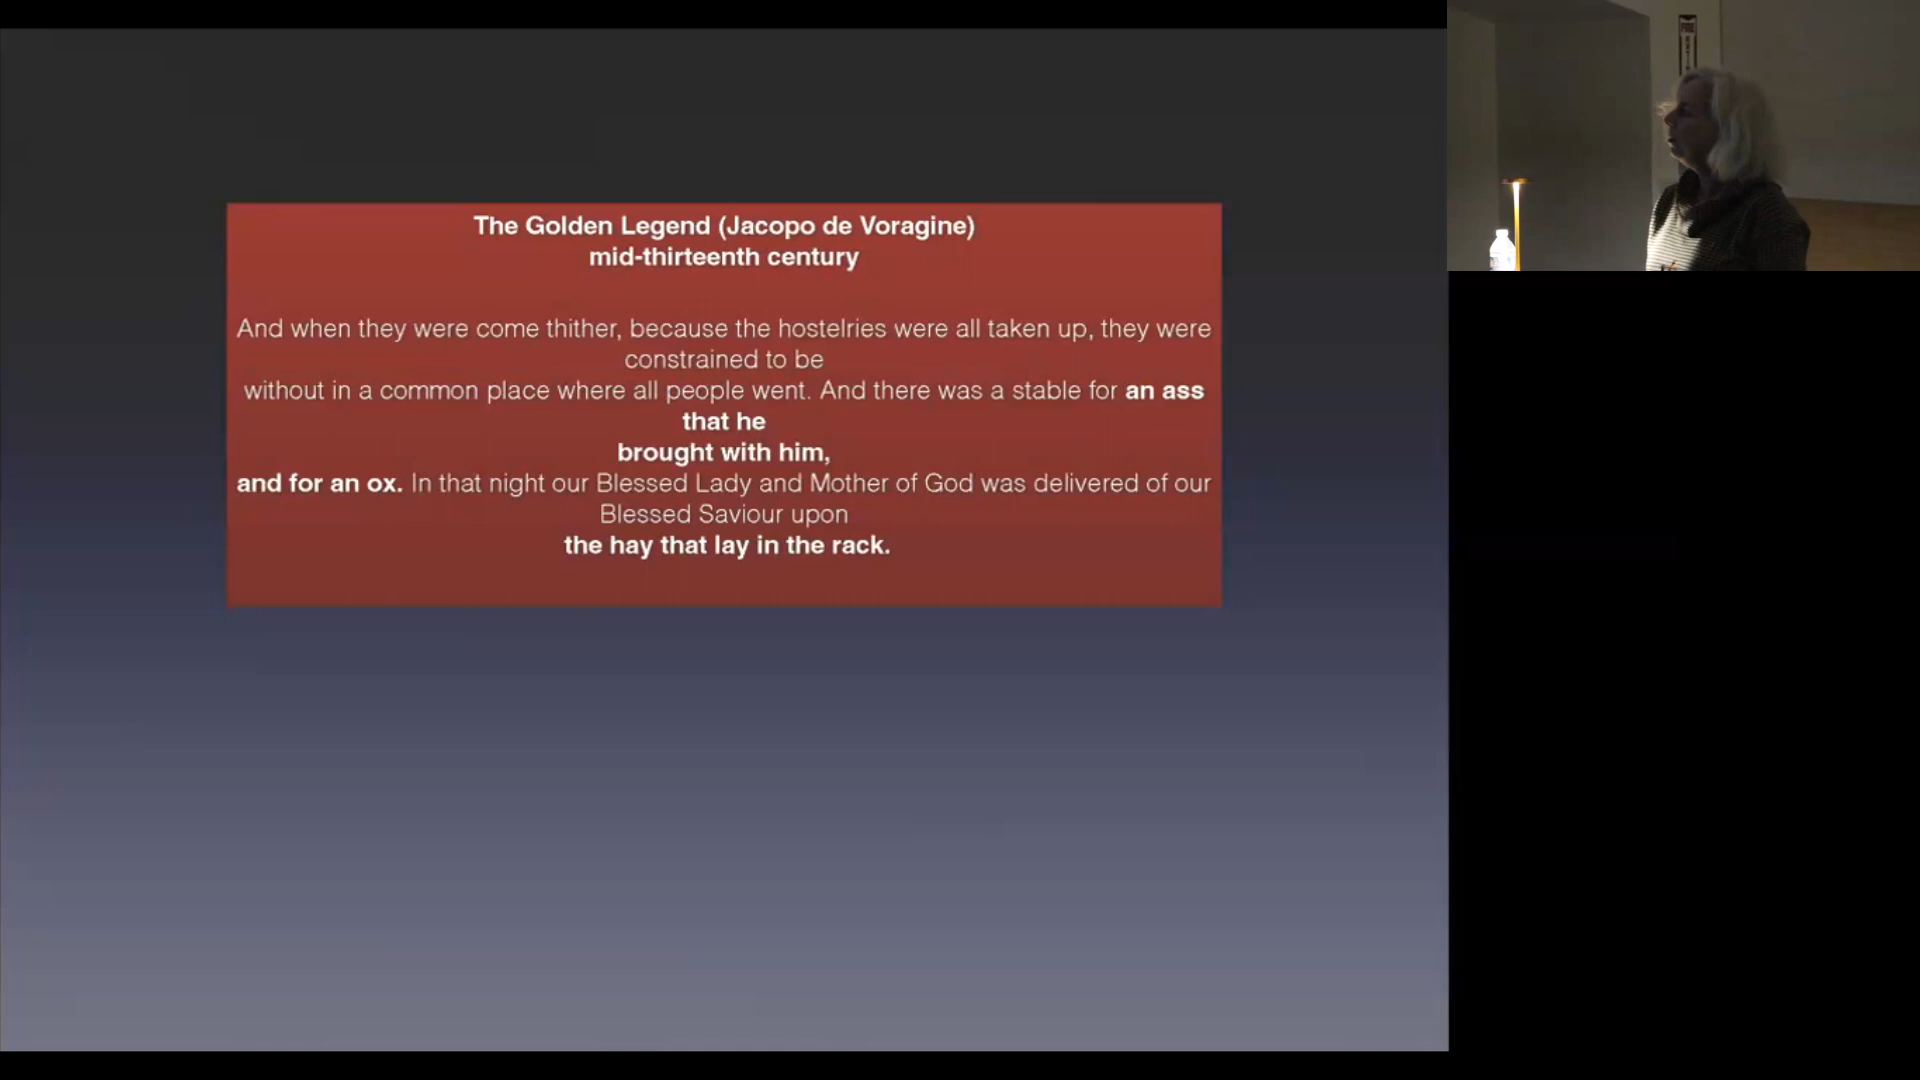 The Golden Legend (Jacopo de Voragine)
mid-thirteenth century
And when they were come thither, because the hostelries were all taken up, they were
constrained to be
without in a common place where all people went. And there was a stable for an ass
that he
brought with him,
and for an ox. In that night our Blessed Lady and Mother of God was delivered of our
Blessed Saviour upon
the hay that lay in the rack.